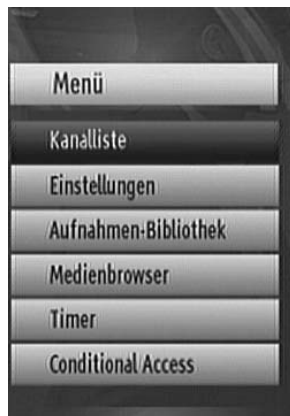 Menü
Kanalliste
Einstellungen
Aufnahmen-Bibliothek
Medienbrowser
Timer
Conditional Access